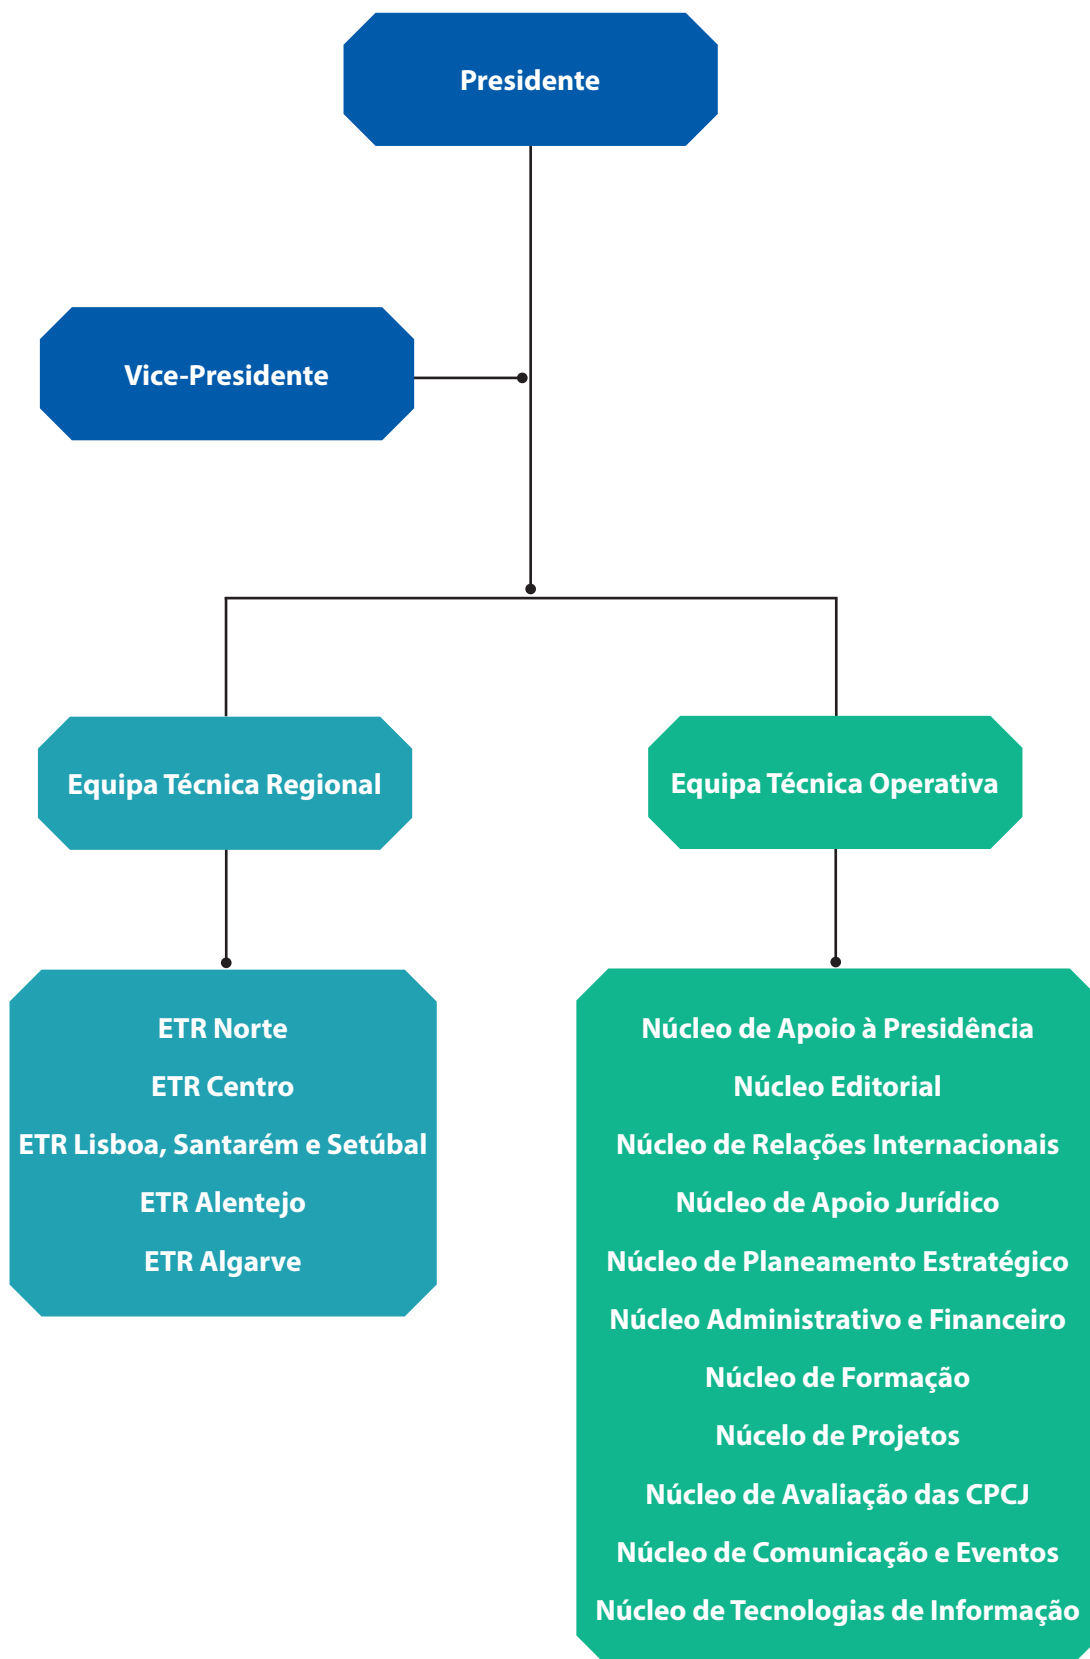 Presidente
Vice-Presidente
Equipa Técnica Regional
Equipa Técnica Operativa
ETR Norte
ETR Centro
ETR Lisboa, Santarém e Setúbal
ETR Alentejo
ETR Algarve
Núcleo de Apoio à Presidência
Núcleo Editorial
Núcleo de Relações Internacionais
Núcleo de Apoio Jurídico
Núcleo de Planeamento Estratégico
Núcleo Administrativo e Financeiro
Núcleo de Formação
Núcelo de Projetos
Núcleo de Avaliação das CPCJ
Núcleo de Comunicação e Eventos
Núcleo de Tecnologias de Informação